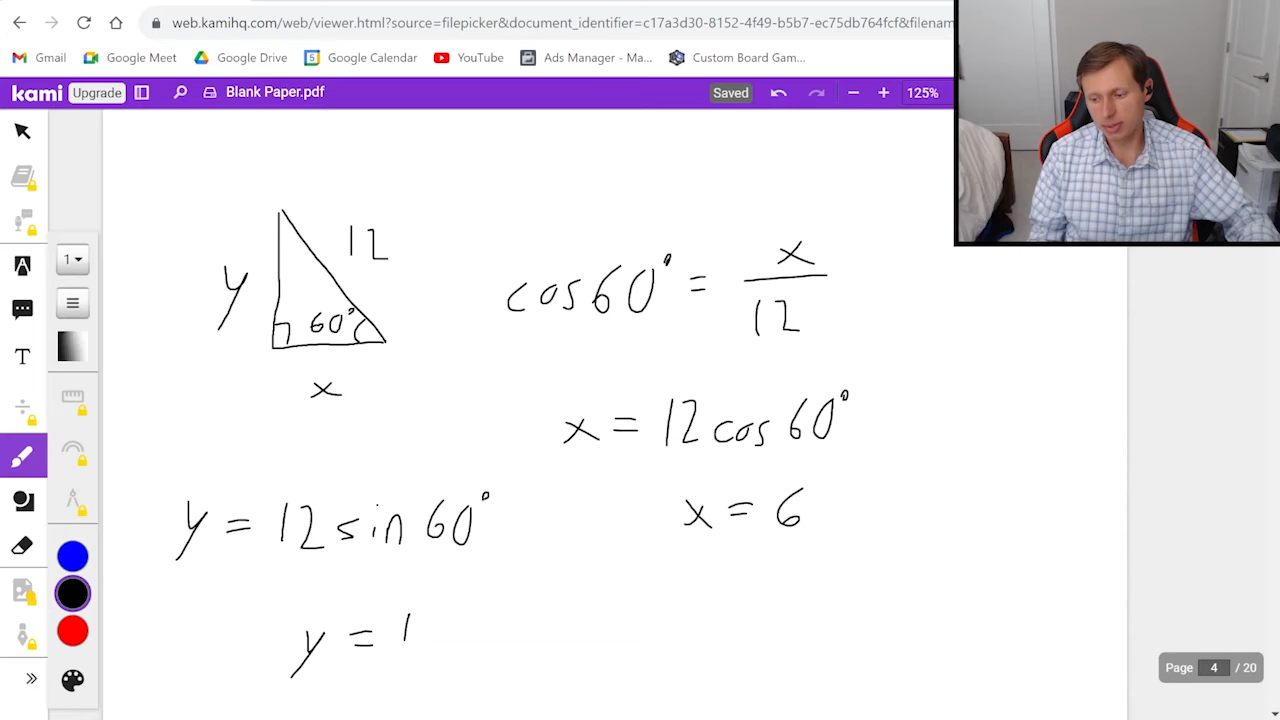 web.kamihq.com/web/viewer.html?source=filepicker&document_identifier=c17a3d30-8152-4f49-b5b7-ec75db764fcf&filenam
Gmail Google Meet Google Drive 5 Google Calendar YouTube Ads Manager - Ma... Custom Board Gam...
kami Upgrade Blank Paper.pdf Saved 125%
12
y
60°
x
cos60° = x
12
x = 12 cos 60°
x = 6
y = 12 sin 60°
y = 1
1
A
T
Page 4 / 20